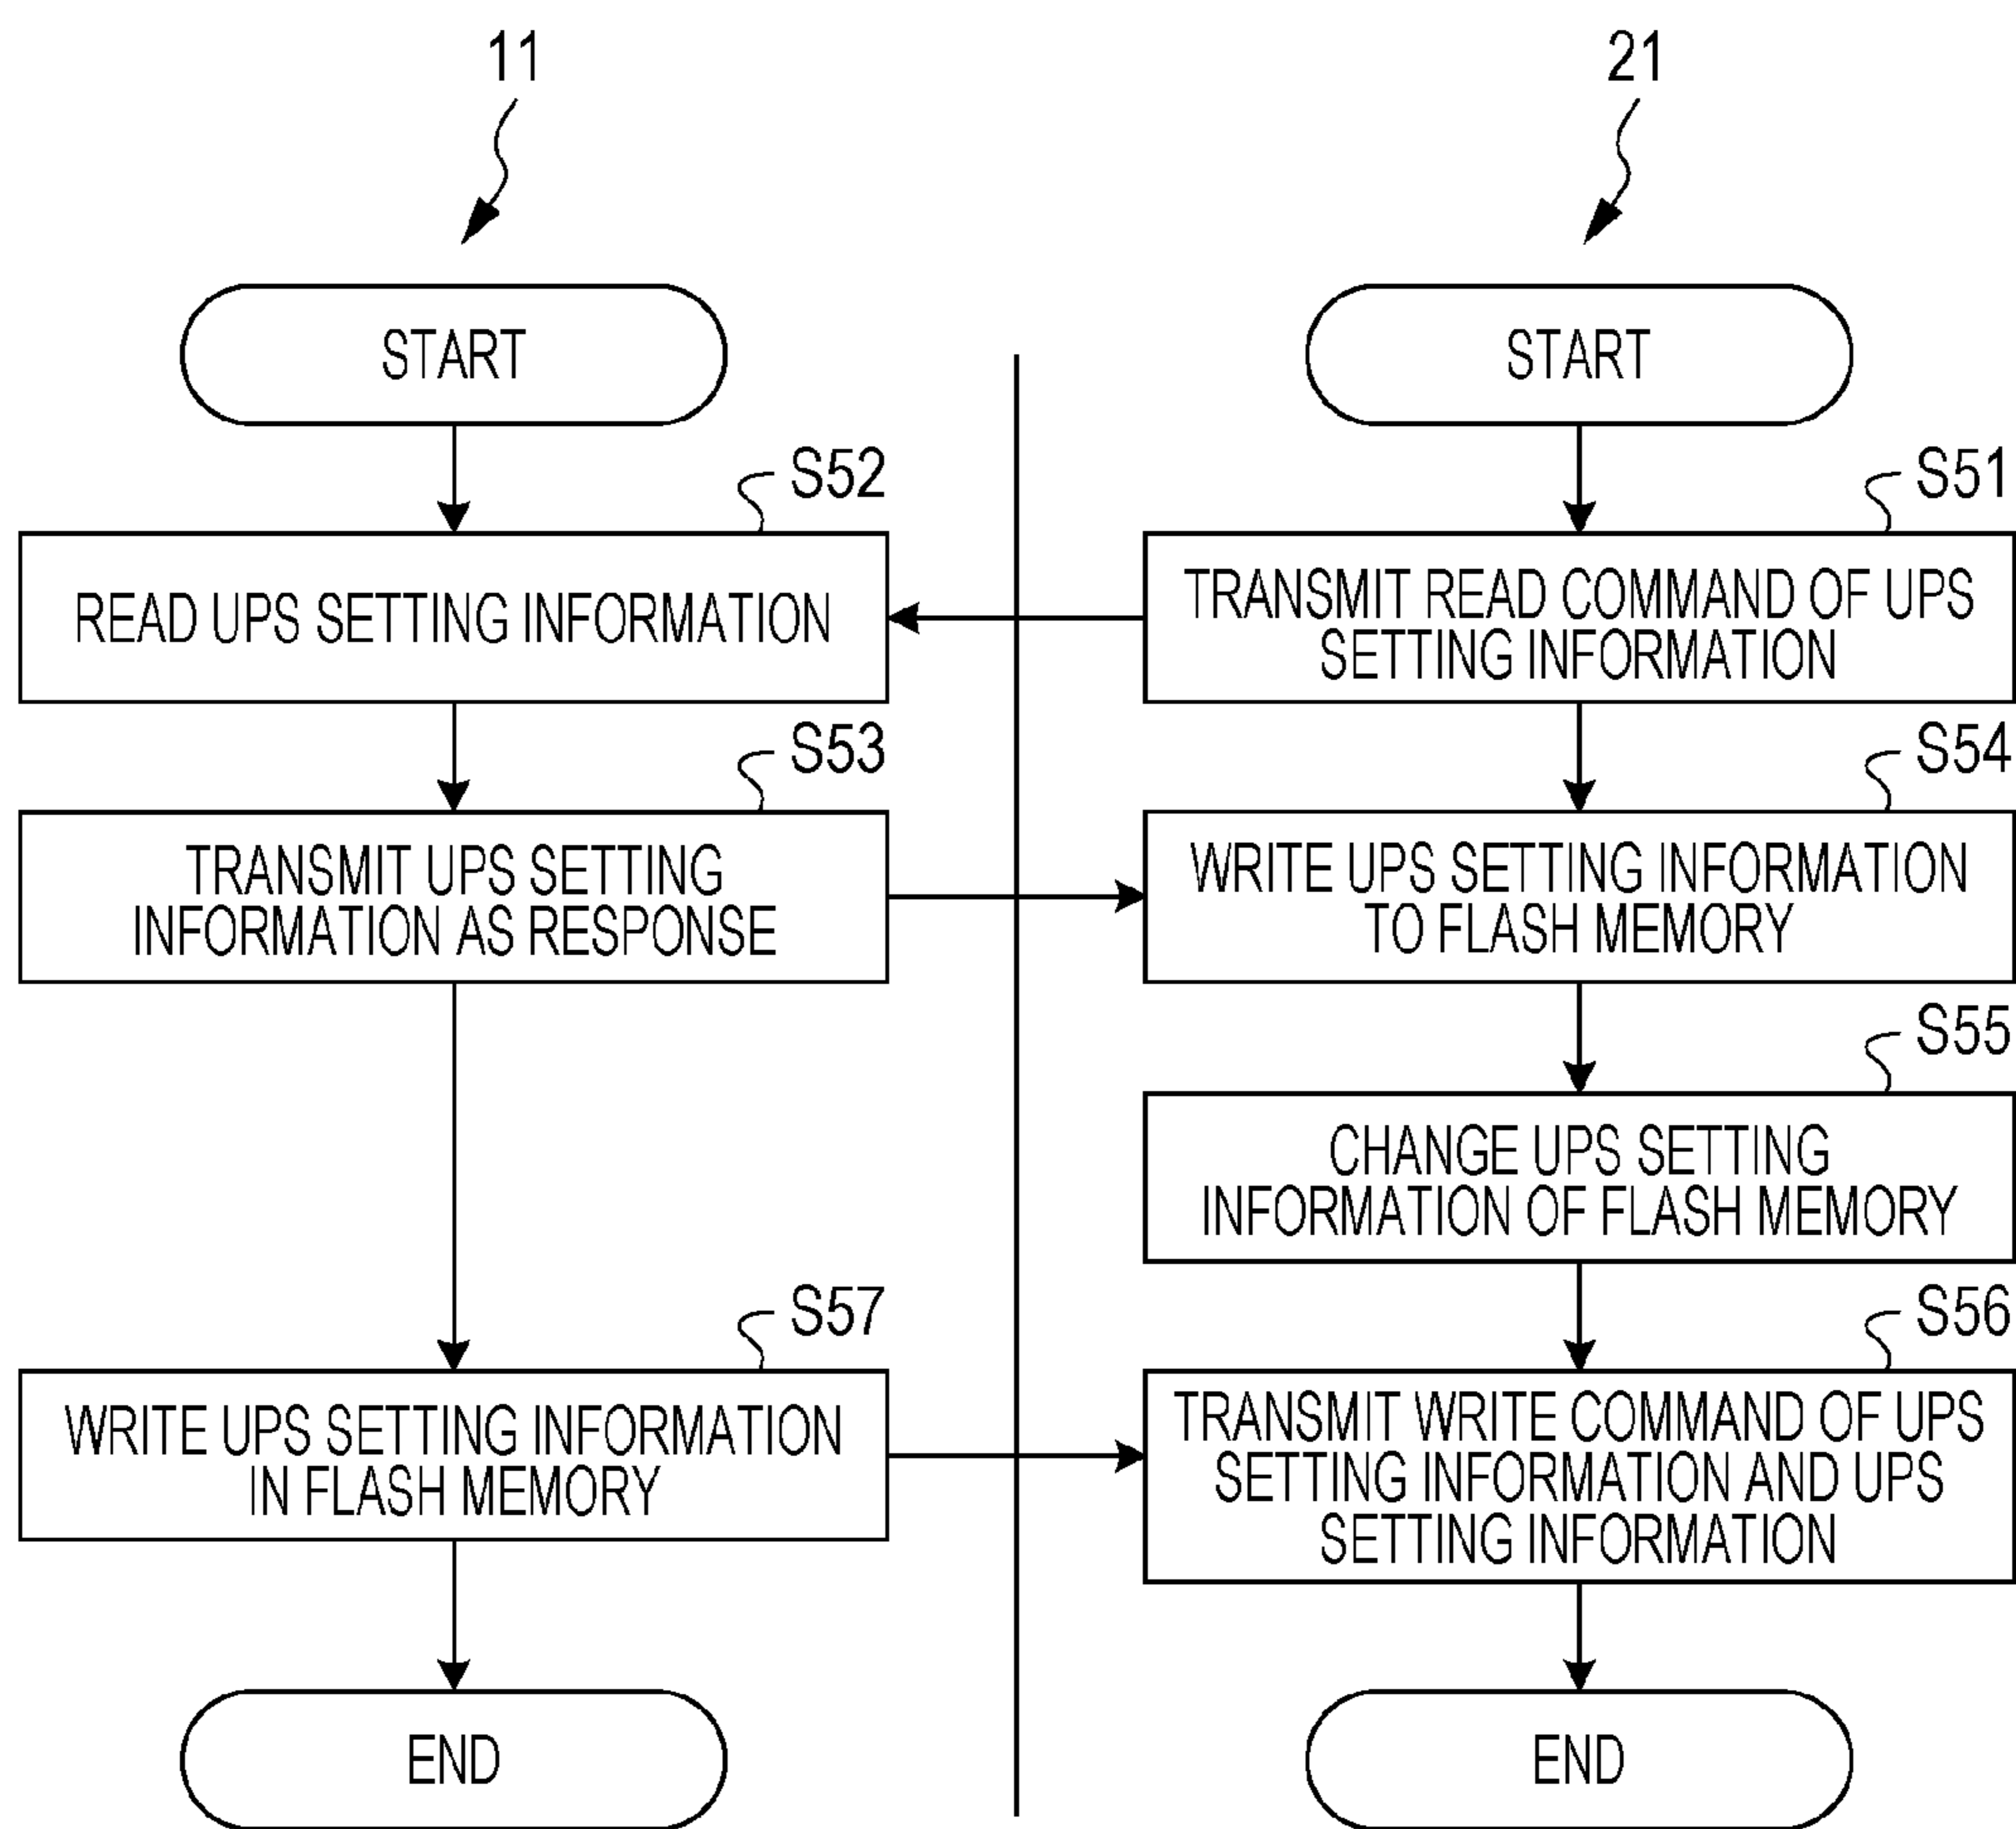 11
21
START
START
S52
S51
READ UPS SETTING INFORMATION
TRANSMIT READ COMMAND OF UPS
SETTING INFORMATION
S53
S54
TRANSMIT UPS SETTING
INFORMATION AS RESPONSE
WRITE UPS SETTING INFORMATION
TO FLASH MEMORY
S55
CHANGE UPS SETTING
INFORMATION OF FLASH MEMORY
S57
S56
WRITE UPS SETTING INFORMATION
IN FLASH MEMORY
TRANSMIT WRITE COMMAND OF UPS
SETTING INFORMATION AND UPS
SETTING INFORMATION
END
END